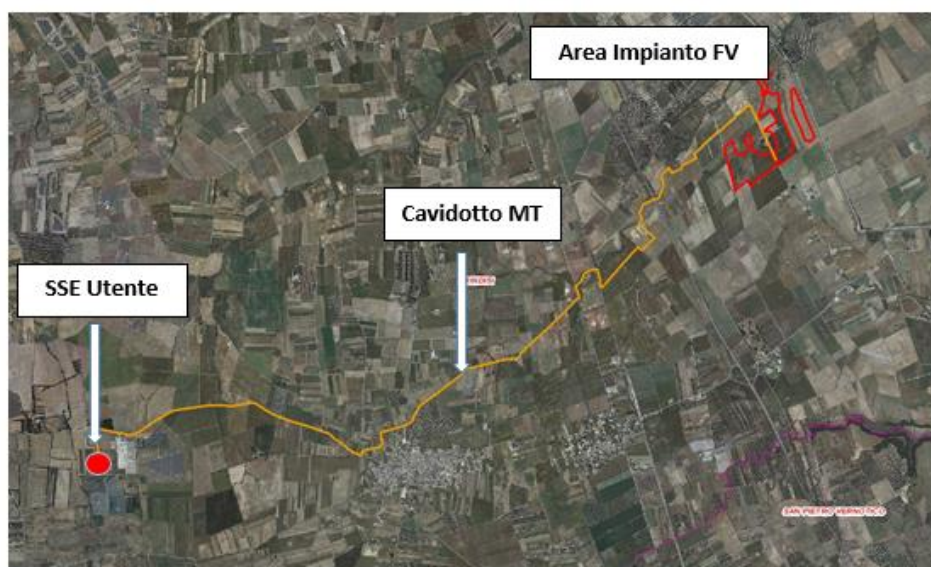 Area Impianto FV
Cavidotto MT
SSE Utente
SAN PIETRO VERNOTICO